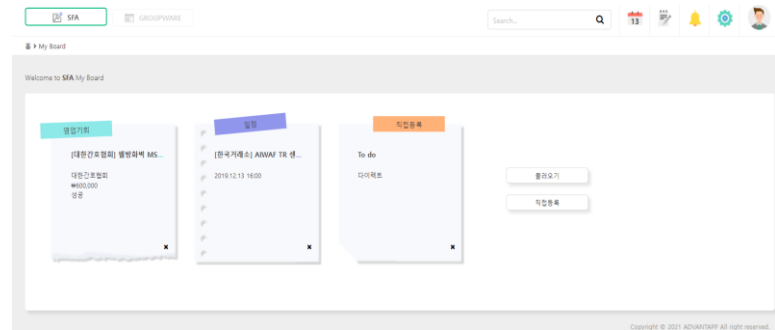 SFA
GROUPWARE
Search...
13
My Board
Welcome to SFA My Board
영업기회
[대한간호협회] 웹방화벽 MS...
대한간호협회
₩600,000
성공
일정
[한국거래소] AIWAF TR 센...
2019.12.13 16:00
직접등록
To do
다이렉트
불러오기
직접등록
Copyright © 2021 ADVANTAPP All right reserved.